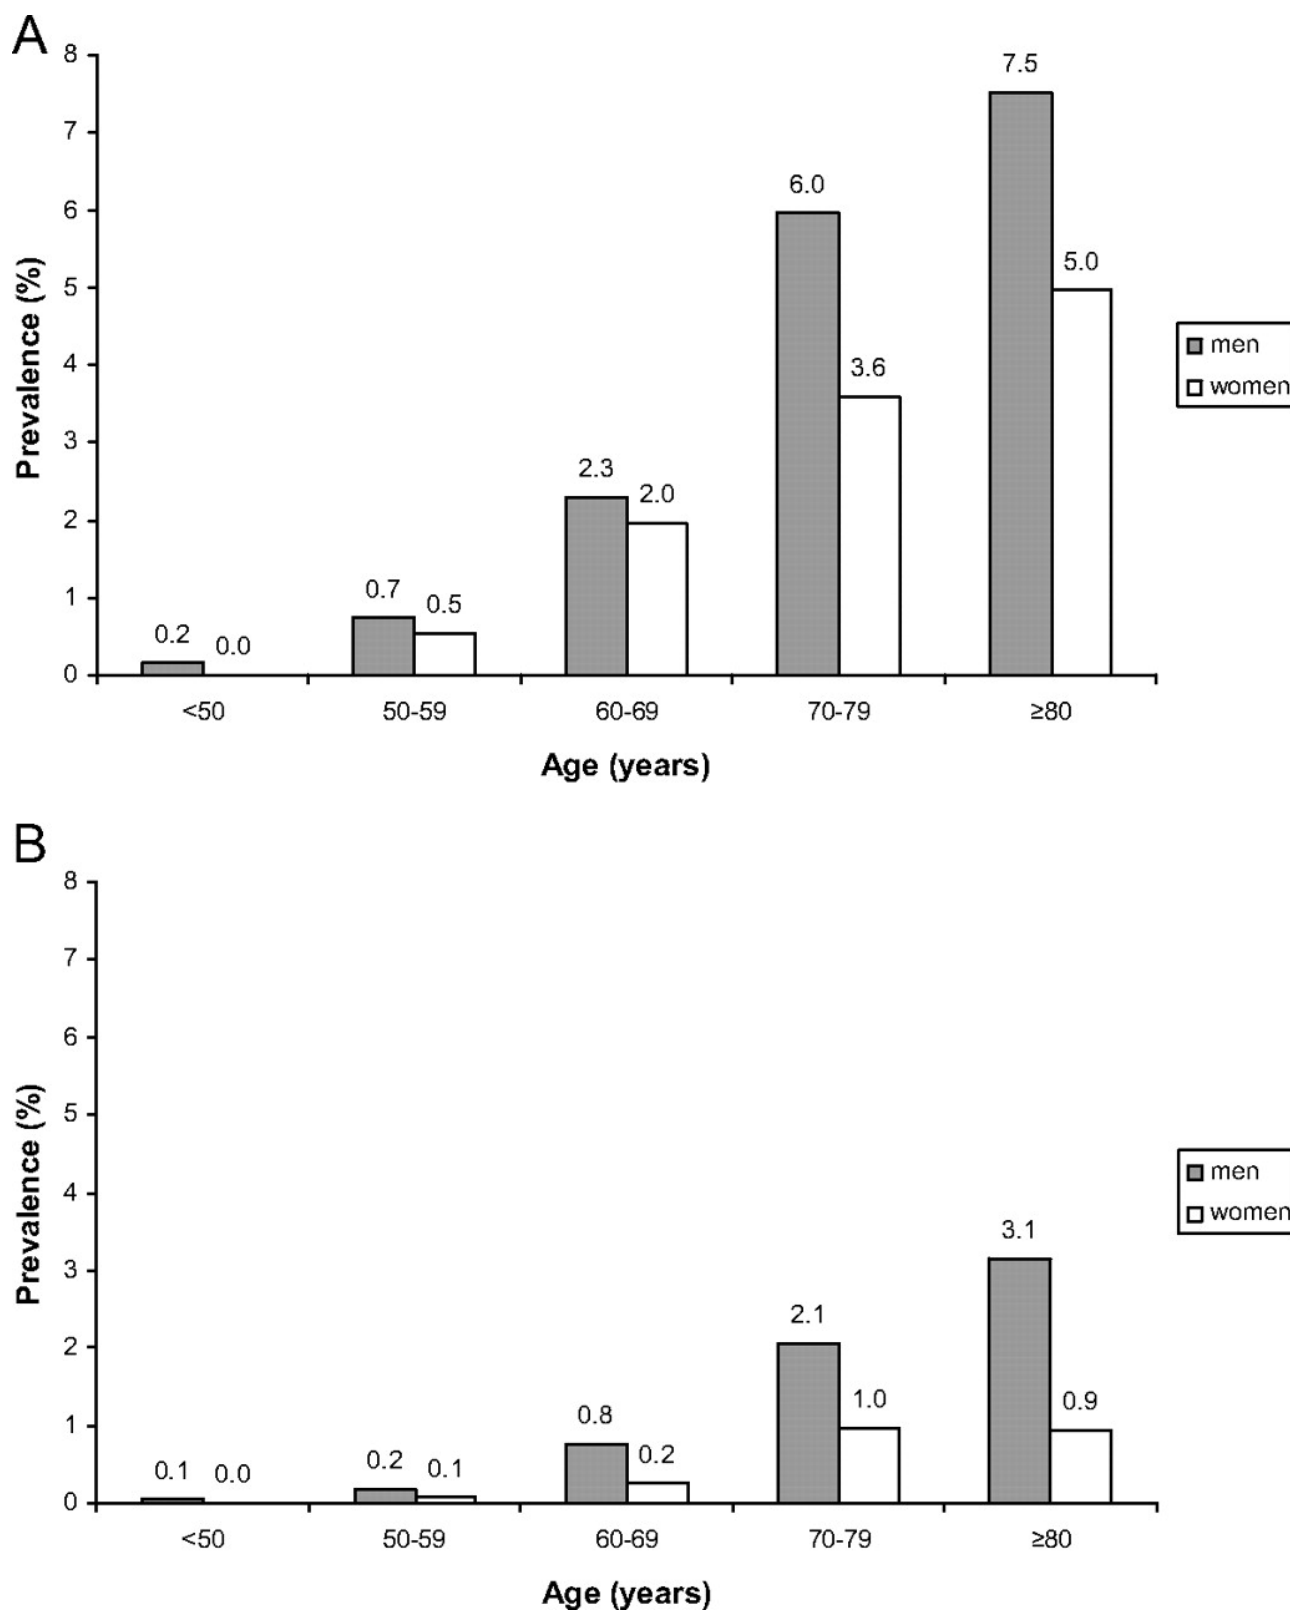 A
8
7
6
5
4
3
2
1
0
Prevalence (%)
0.2 0.0
0.7 0.5
2.3 2.0
6.0 3.6
7.5 5.0
<50 50-59 60-69 70-79 ≥80
Age (years)
men
women
B
8
7
6
5
4
3
2
1
0
Prevalence (%)
0.1 0.0
0.2 0.1
0.8 0.2
2.1 1.0
3.1 0.9
<50 50-59 60-69 70-79 ≥80
Age (years)
men
women